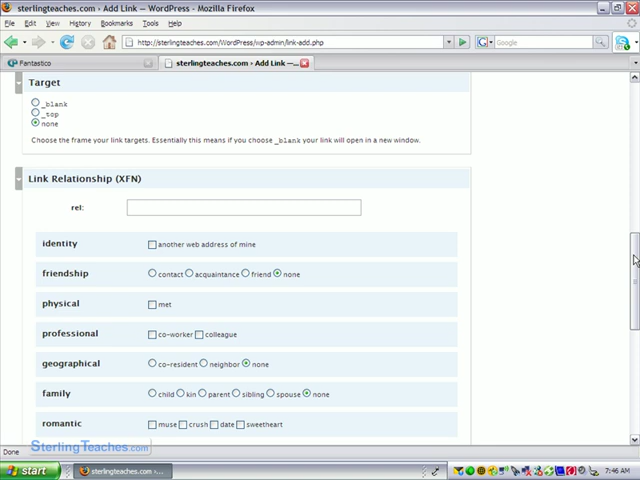 sterlingteaches.com › Add Link — WordPress - Mozilla Firefox
File Edit View History Bookmarks Tools Help
http://sterlingteaches.com/WordPress/wp-admin/link-add.php
Google
Fantastico
sterlingteaches.com › Add Link —...
Target
_blank
_top
none
Choose the frame your link targets. Essentially this means if you choose _blank your link will open in a new window.
Link Relationship (XFN)
rel:
identity another web address of mine
friendship contact acquaintance friend none
physical met
professional co-worker colleague
geographical co-resident neighbor none
family child kin parent sibling spouse none
romantic muse crush date sweetheart
SterlingTeaches.com
Done
start
sterlingteaches.com ›...
7:46 AM